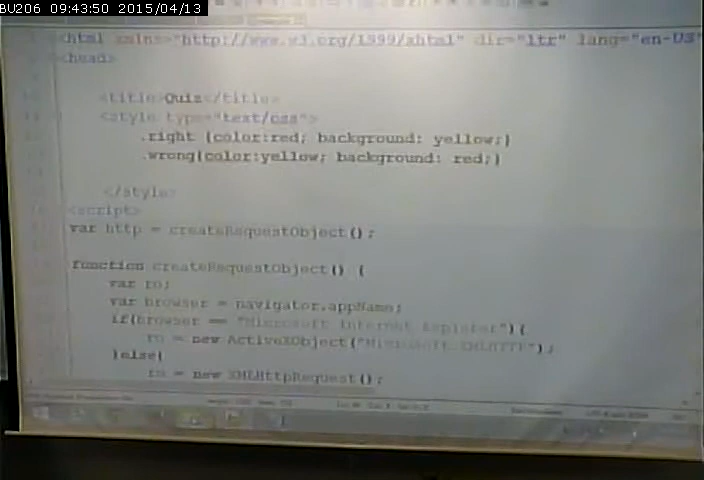 BU206 09:43:50 2015/04/13
<html xmlns="http://www.w3.org/1999/xhtml" dir="ltr" lang="en-US"
<head>
<title>Quiz</title>
<style type="text/css">
.right {color:red; background: yellow;}
.wrong{color:yellow; background: red;}
</style>
<script>
var http = createRequestObject();
function createRequestObject() {
var ro;
var browser = navigator.appName;
if(browser == "Microsoft Internet Explorer"){
ro = new ActiveXObject("Microsoft.XMLHTTP");
}else{
ro = new XMLHttpRequest();